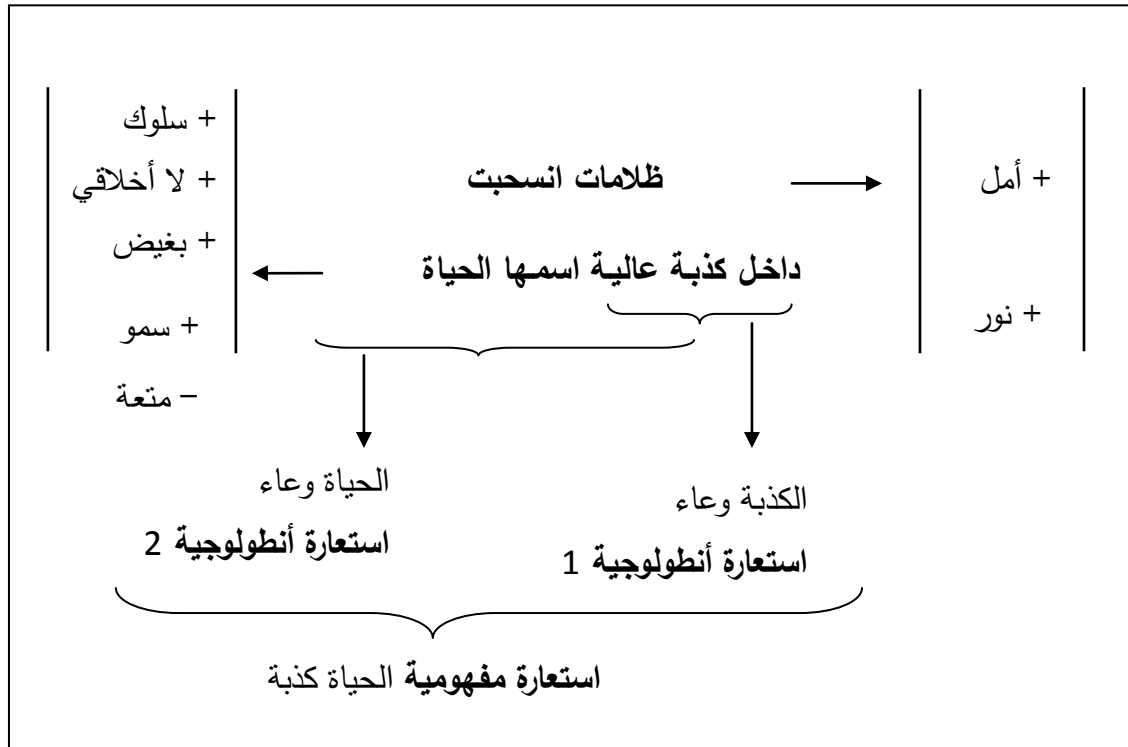 + أمل
+ نور
ظلامات انسحبت
داخل كذبة عالية اسمها الحياة
+ سلوك
+ لا أخلاقي
+ بغيض
+ سمو
− متعة
الكذبة وعاء
استعارة أنطولوجية 1
الحياة وعاء
استعارة أنطولوجية 2
استعارة مفهومية الحياة كذبة